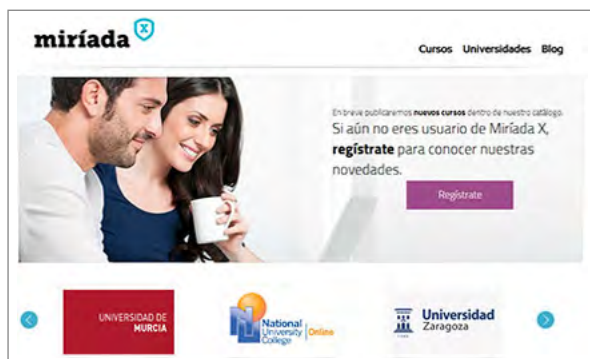 miríada X
Cursos Universidades Blog
En breve publicaremos nuevos cursos dentro de nuestro catálogo.
Si aún no eres usuario de Miríada X,
regístrate para conocer nuestras
novedades.
Regístrate
UNIVERSIDAD DE
MURCIA
National
University
College
Online
Universidad
Zaragoza